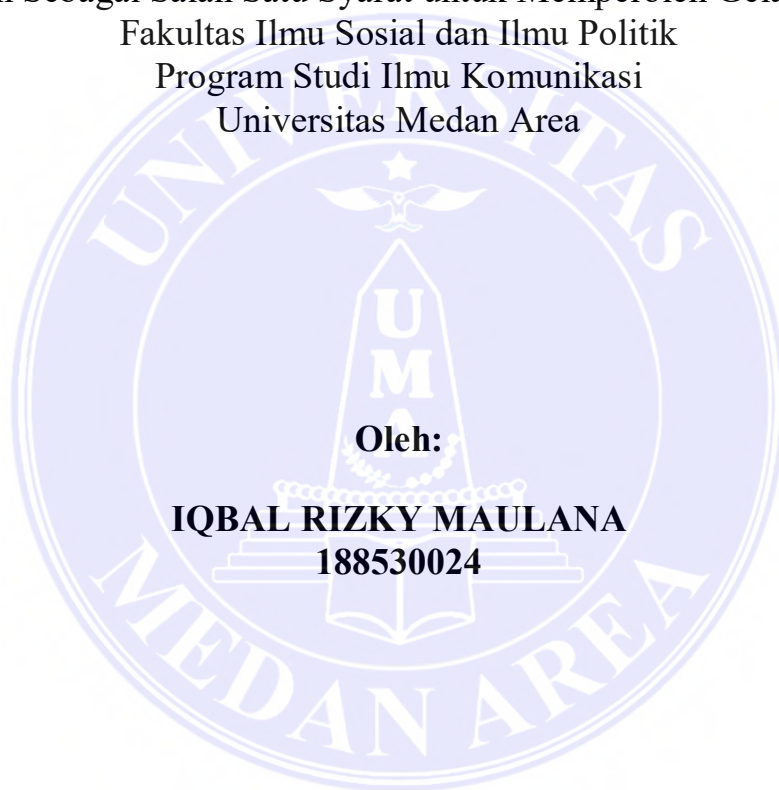 Sebagai Salah Satu Syarat untuk Memperoleh
Fakultas Ilmu Sosial dan Ilmu Politik
Program Studi Ilmu Komunikasi
Universitas Medan Area
UNIVERSITAS
UMA
Oleh:
IQBAL RIZKY MAULANA
188530024
MEDAN AREA